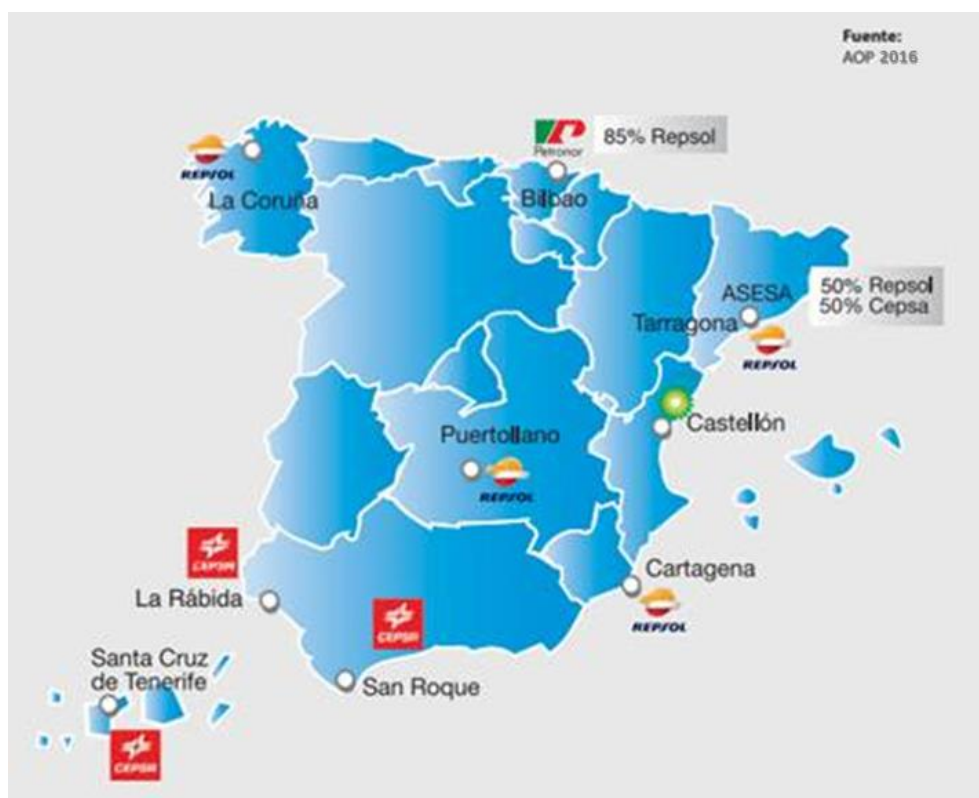 Fuente:
AOP 2016
Petronor
85% Repsol
REPSOL
La Coruña
Bilbao
ASESA
50% Repsol
50% Cepsa
Tarragona
REPSOL
Castellón
Puertollano
REPSOL
CEPSA
La Rábida
Cartagena
REPSOL
CEPSA
Santa Cruz
de Tenerife
San Roque
CEPSA